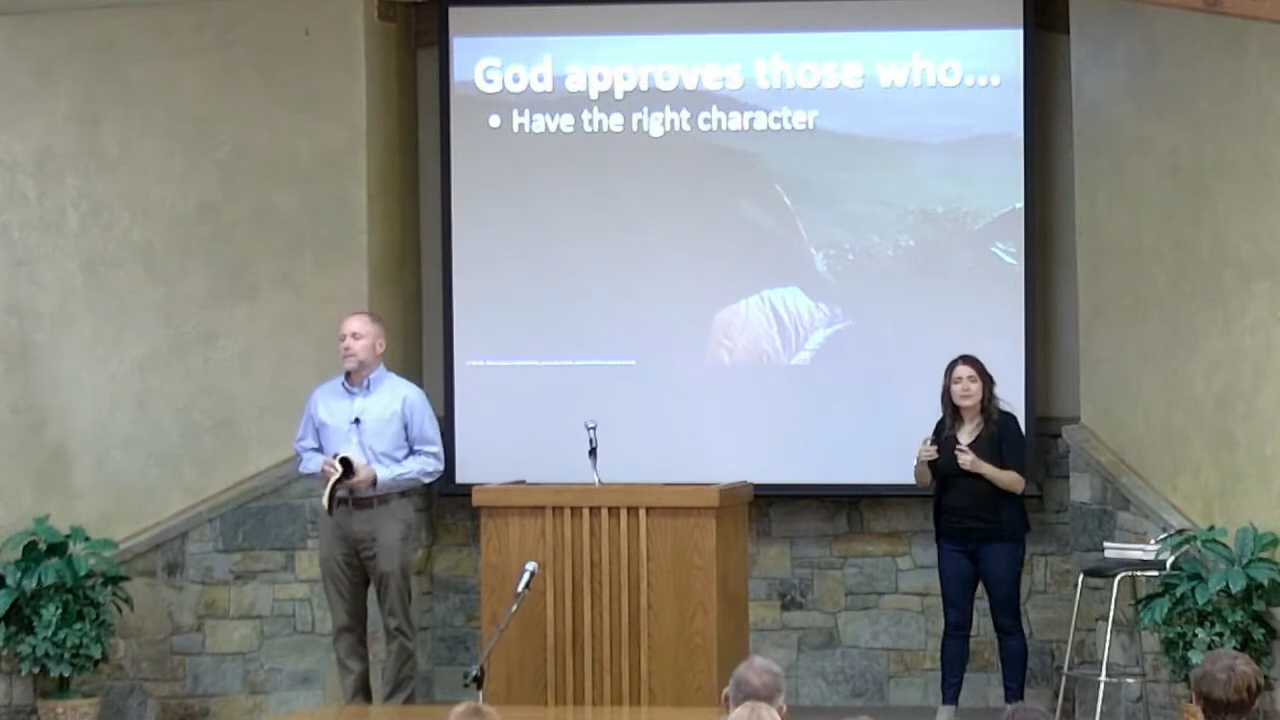 God approves those who...
• Have the right character